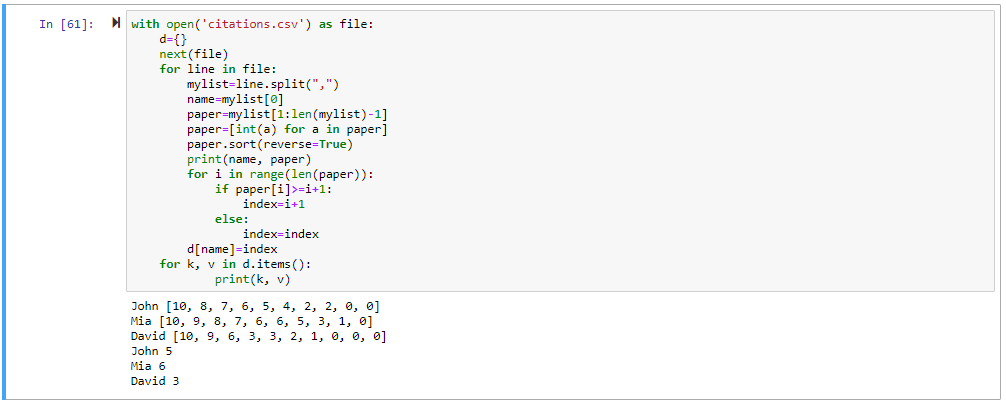 In [61]:
with open('citations.csv') as file:
    d={}
    next(file)
    for line in file:
        mylist=line.split(",")
        name=mylist[0]
        paper=mylist[1:len(mylist)-1]
        paper=[int(a) for a in paper]
        paper.sort(reverse=True)
        print(name, paper)
        for i in range(len(paper)):
            if paper[i]>=i+1:
                index=i+1
            else:
                index=index
        d[name]=index
    for k, v in d.items():
            print(k, v)
John [10, 8, 7, 6, 5, 4, 2, 2, 0, 0]
Mia [10, 9, 8, 7, 6, 6, 5, 3, 1, 0]
David [10, 9, 6, 3, 3, 2, 1, 0, 0, 0]
John 5
Mia 6
David 3